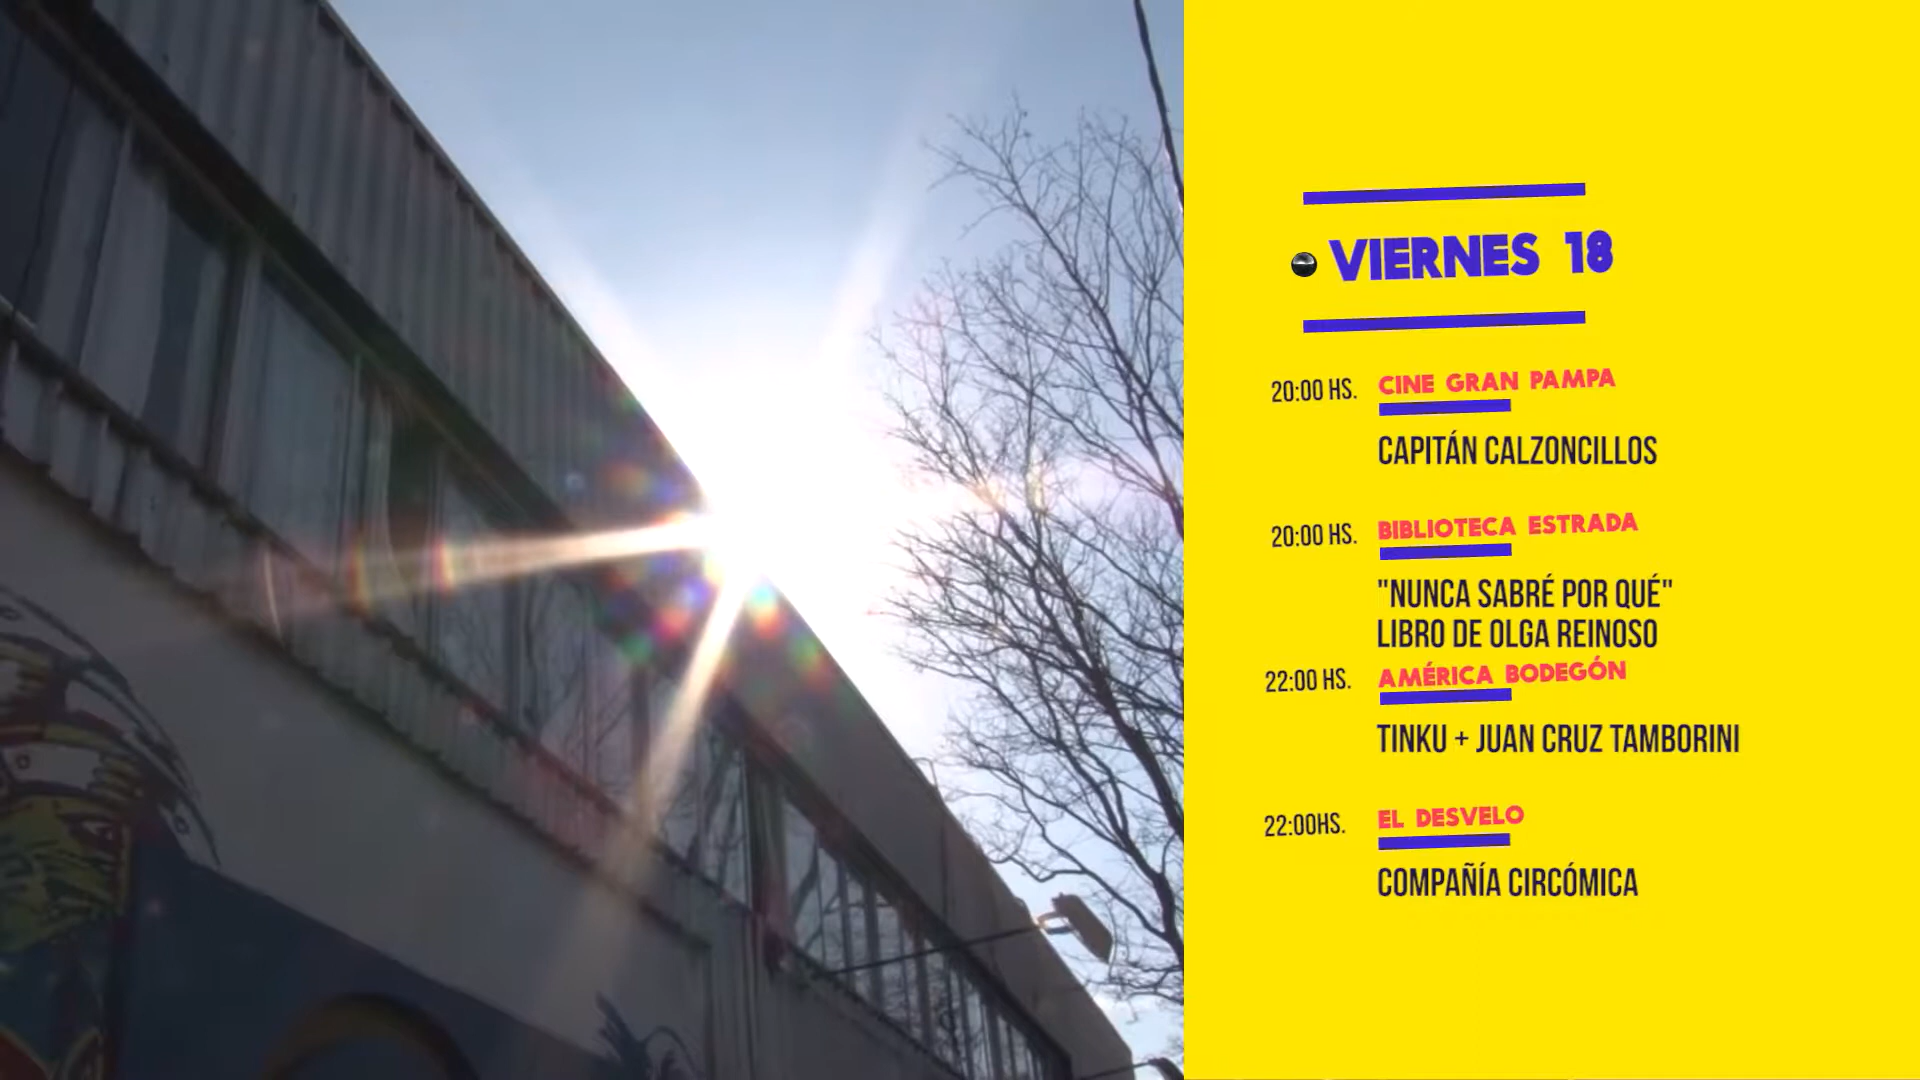 VIERNES 18
20:00 HS. CINE GRAN PAMPA
CAPITÁN CALZONCILLOS
20:00 HS. BIBLIOTECA ESTRADA
"NUNCA SABRÉ POR QUÉ"
LIBRO DE OLGA REINOSO
22:00 HS. AMÉRICA BODEGÓN
TINKU + JUAN CRUZ TAMBORINI
22:00HS. EL DESVELO
COMPAÑÍA CIRCÓMICA